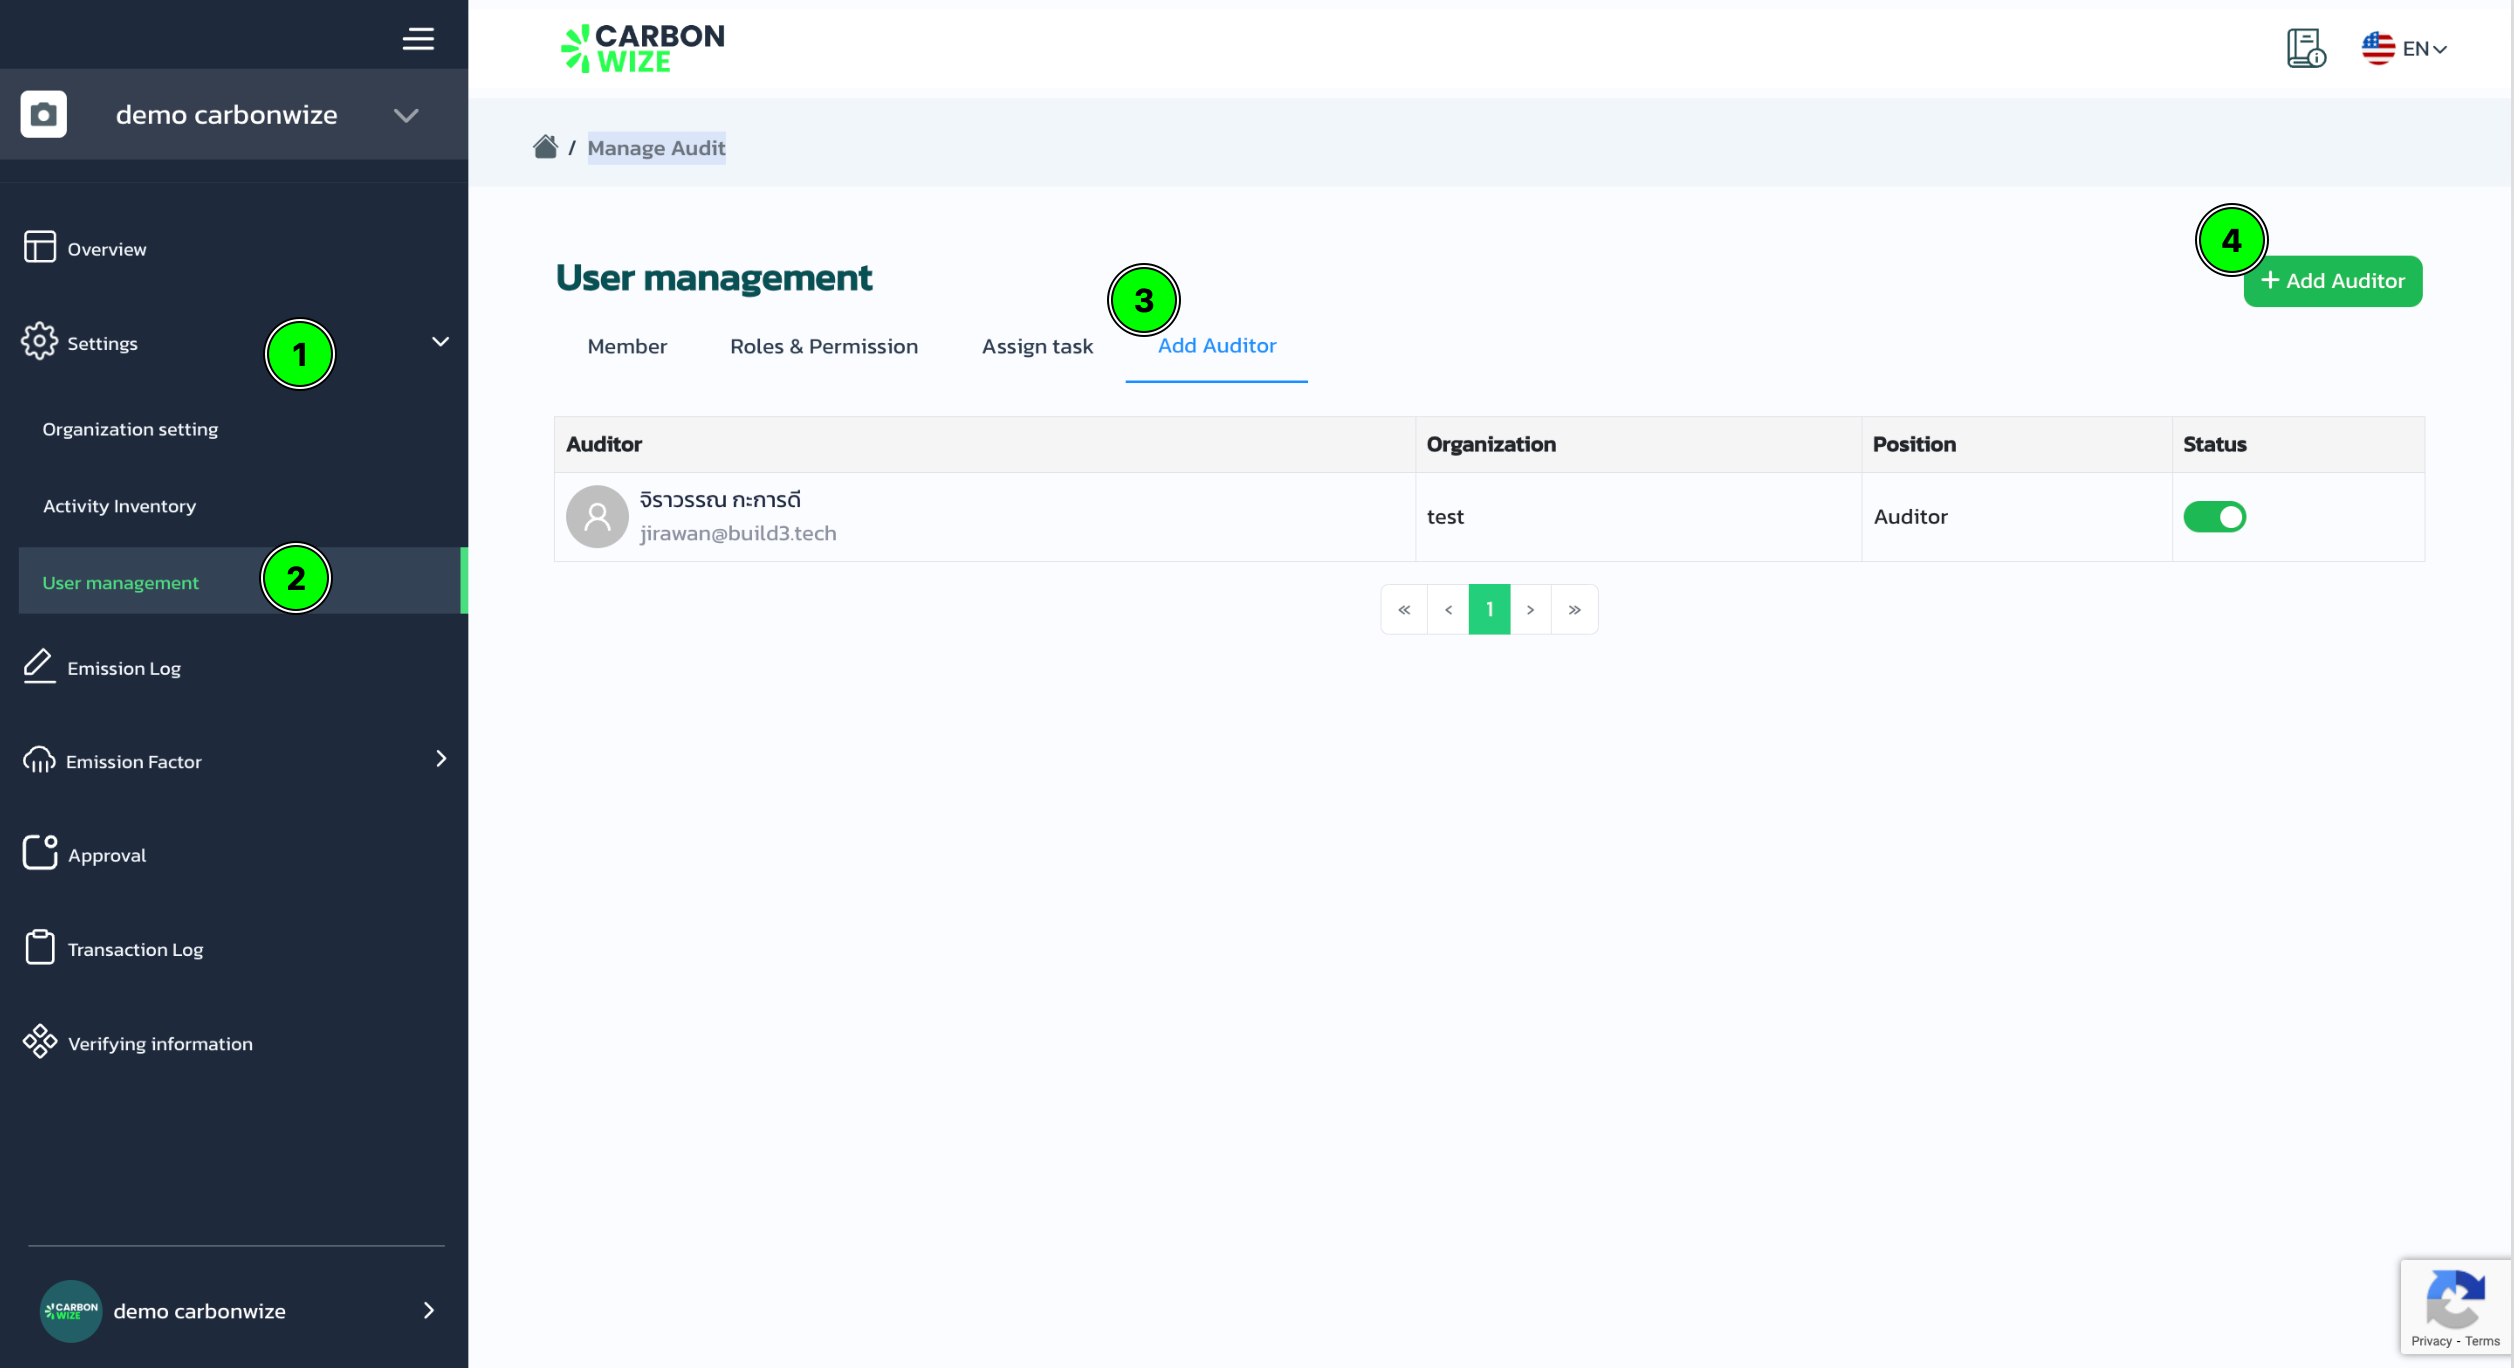 demo carbonwize
Overview
Settings
1
Organization setting
Activity Inventory
User management
2
Emission Log
Emission Factor
Approval
Transaction Log
Verifying information
CARBON
WIZE
demo carbonwize
CARBON
WIZE
EN
/ Manage Audit
User management
3
4
+ Add Auditor
Member Roles & Permission Assign task Add Auditor
Auditor Organization Position Status
จิราวรรณ กะการดี
jirawan@build3.tech
test Auditor
« < 1 > »
Privacy - Terms